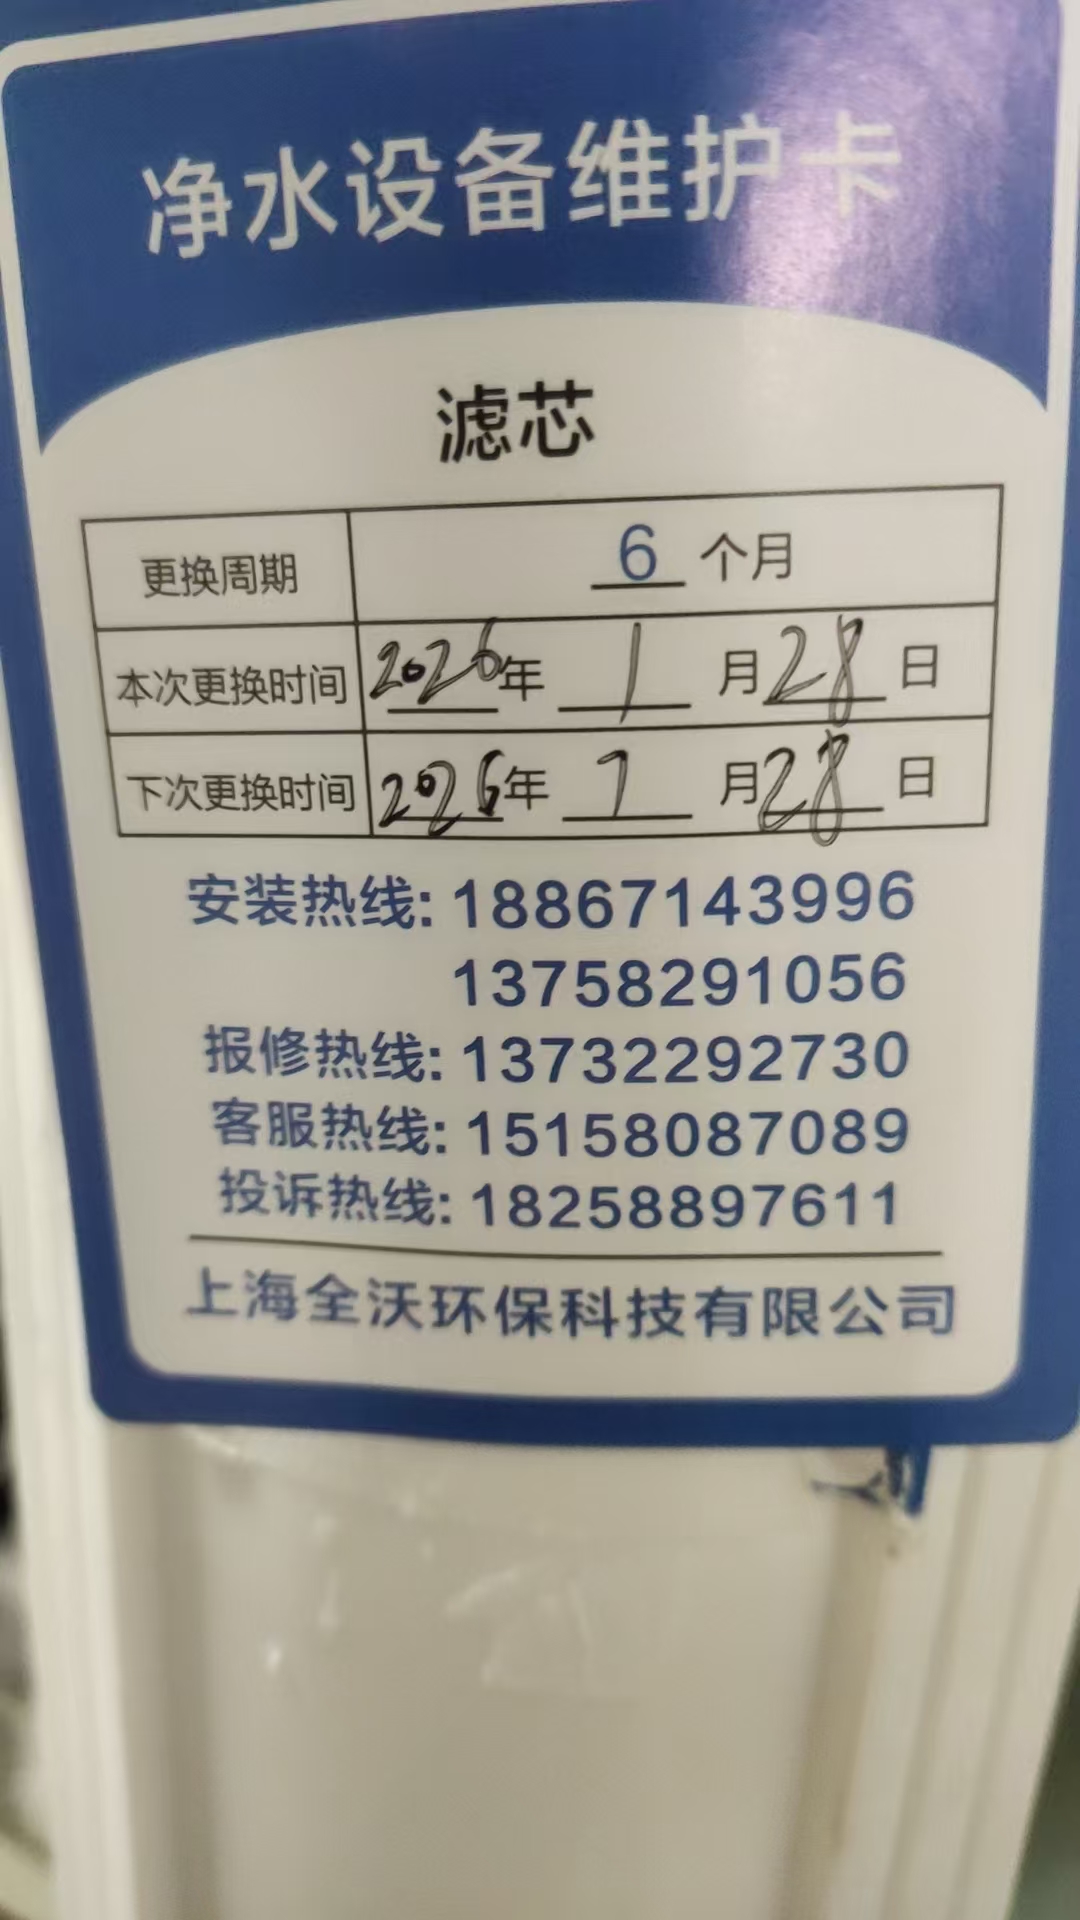 净水设备维护卡
滤芯
更换周期 6 个月
本次更换时间 2026年 1 月 28 日
下次更换时间 2026年 7 月 28 日
安装热线: 18867143996
13758291056
报修热线: 13732292730
客服热线: 15158087089
投诉热线: 18258897611
上海全沃环保科技有限公司